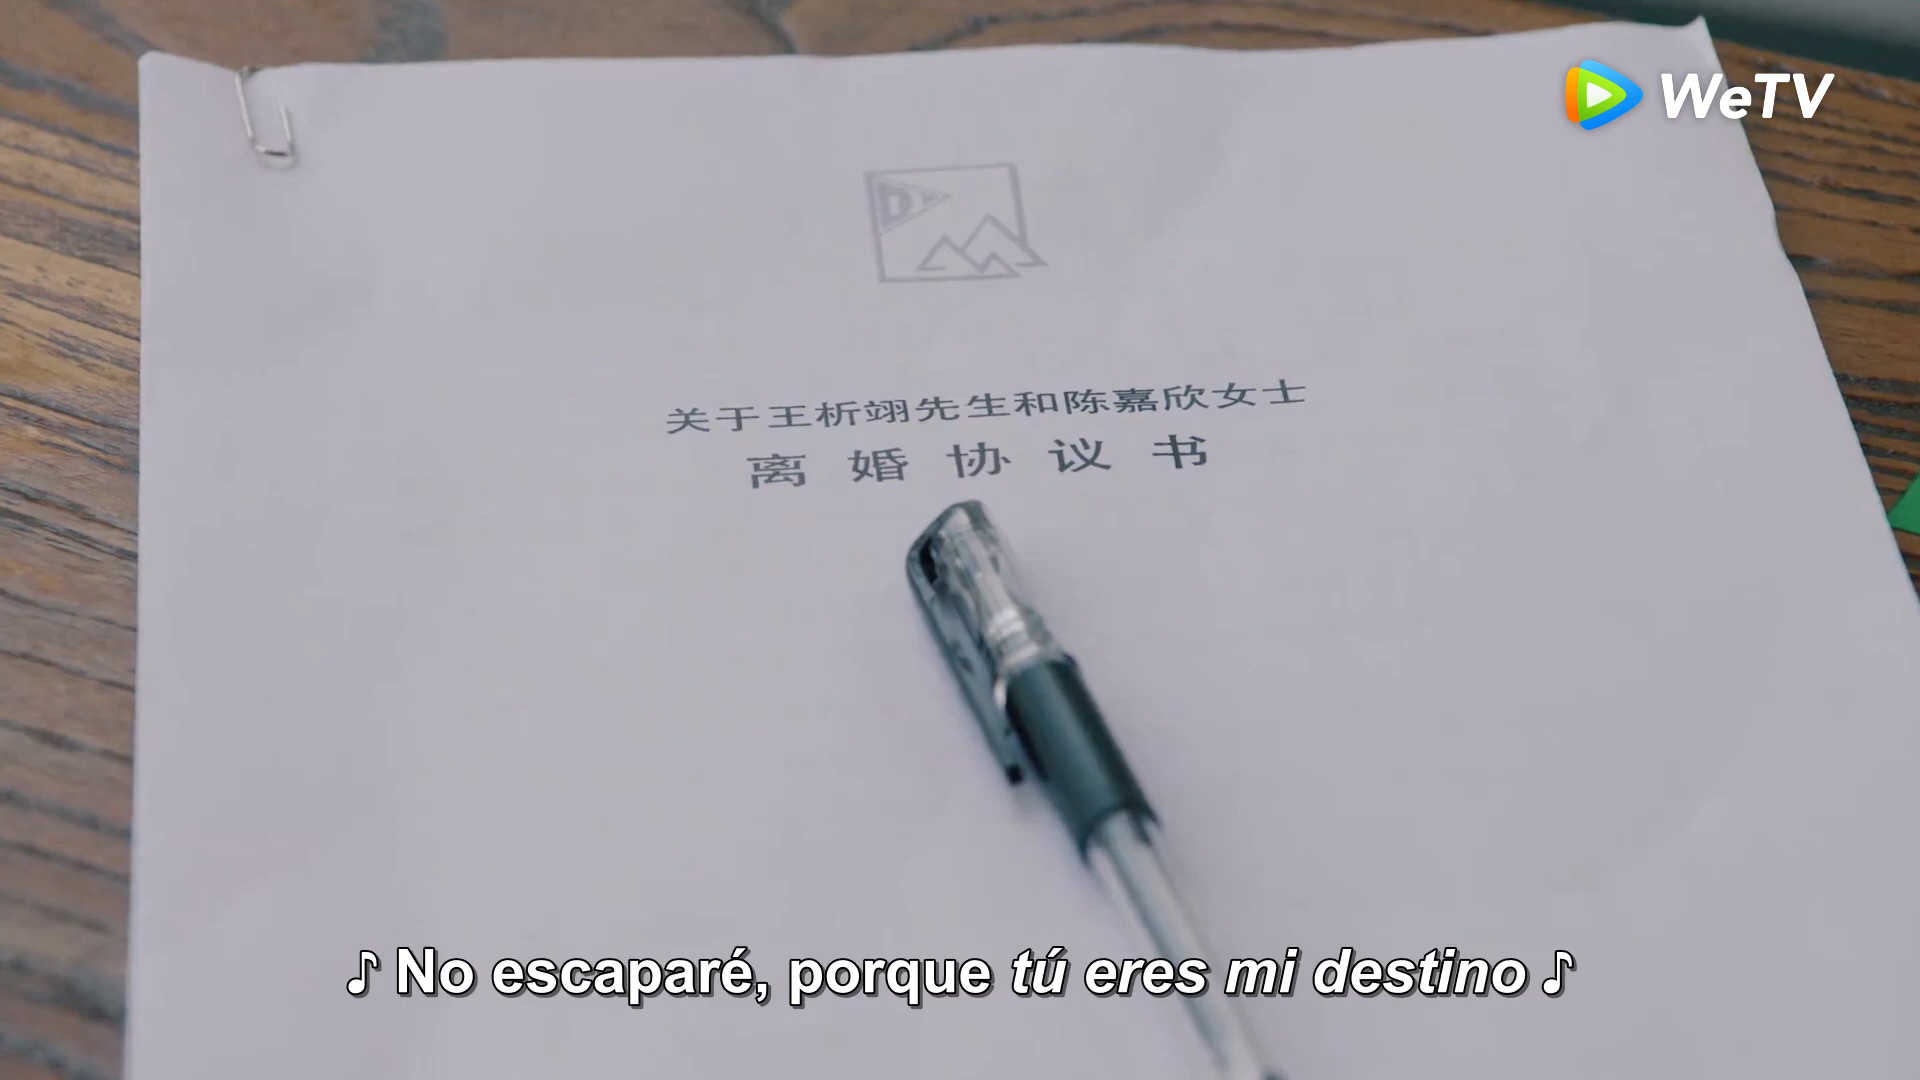 WeTV
D
关于王析翊先生和陈嘉欣女士
离婚协议书
♪ No escaparé, porque tú eres mi destino ♪